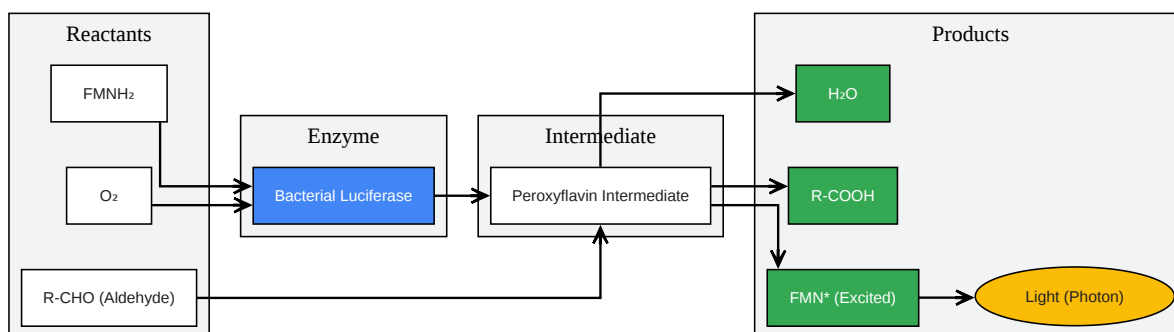 Reactants
FMNH₂
O₂
R-CHO (Aldehyde)
Enzyme
Bacterial Luciferase
Intermediate
Peroxyflavin Intermediate
Products
H₂O
R-COOH
FMN* (Excited)
Light (Photon)